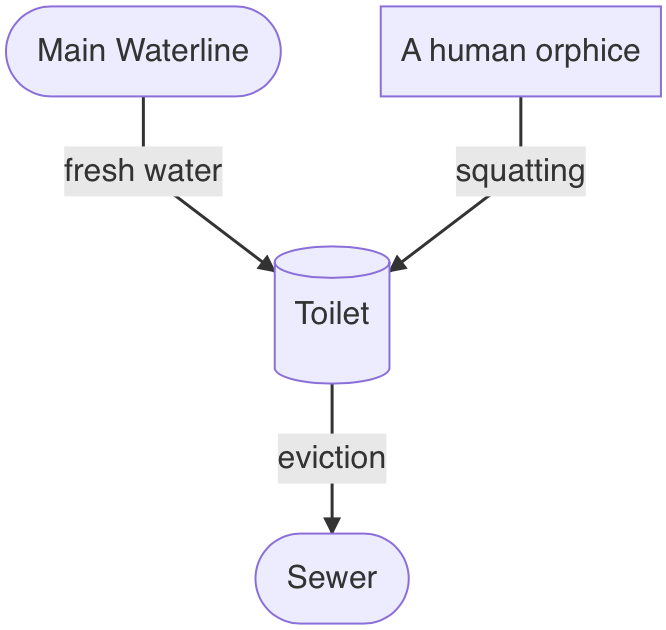 Main Waterline
A human orphice
fresh water
squatting
Toilet
eviction
Sewer